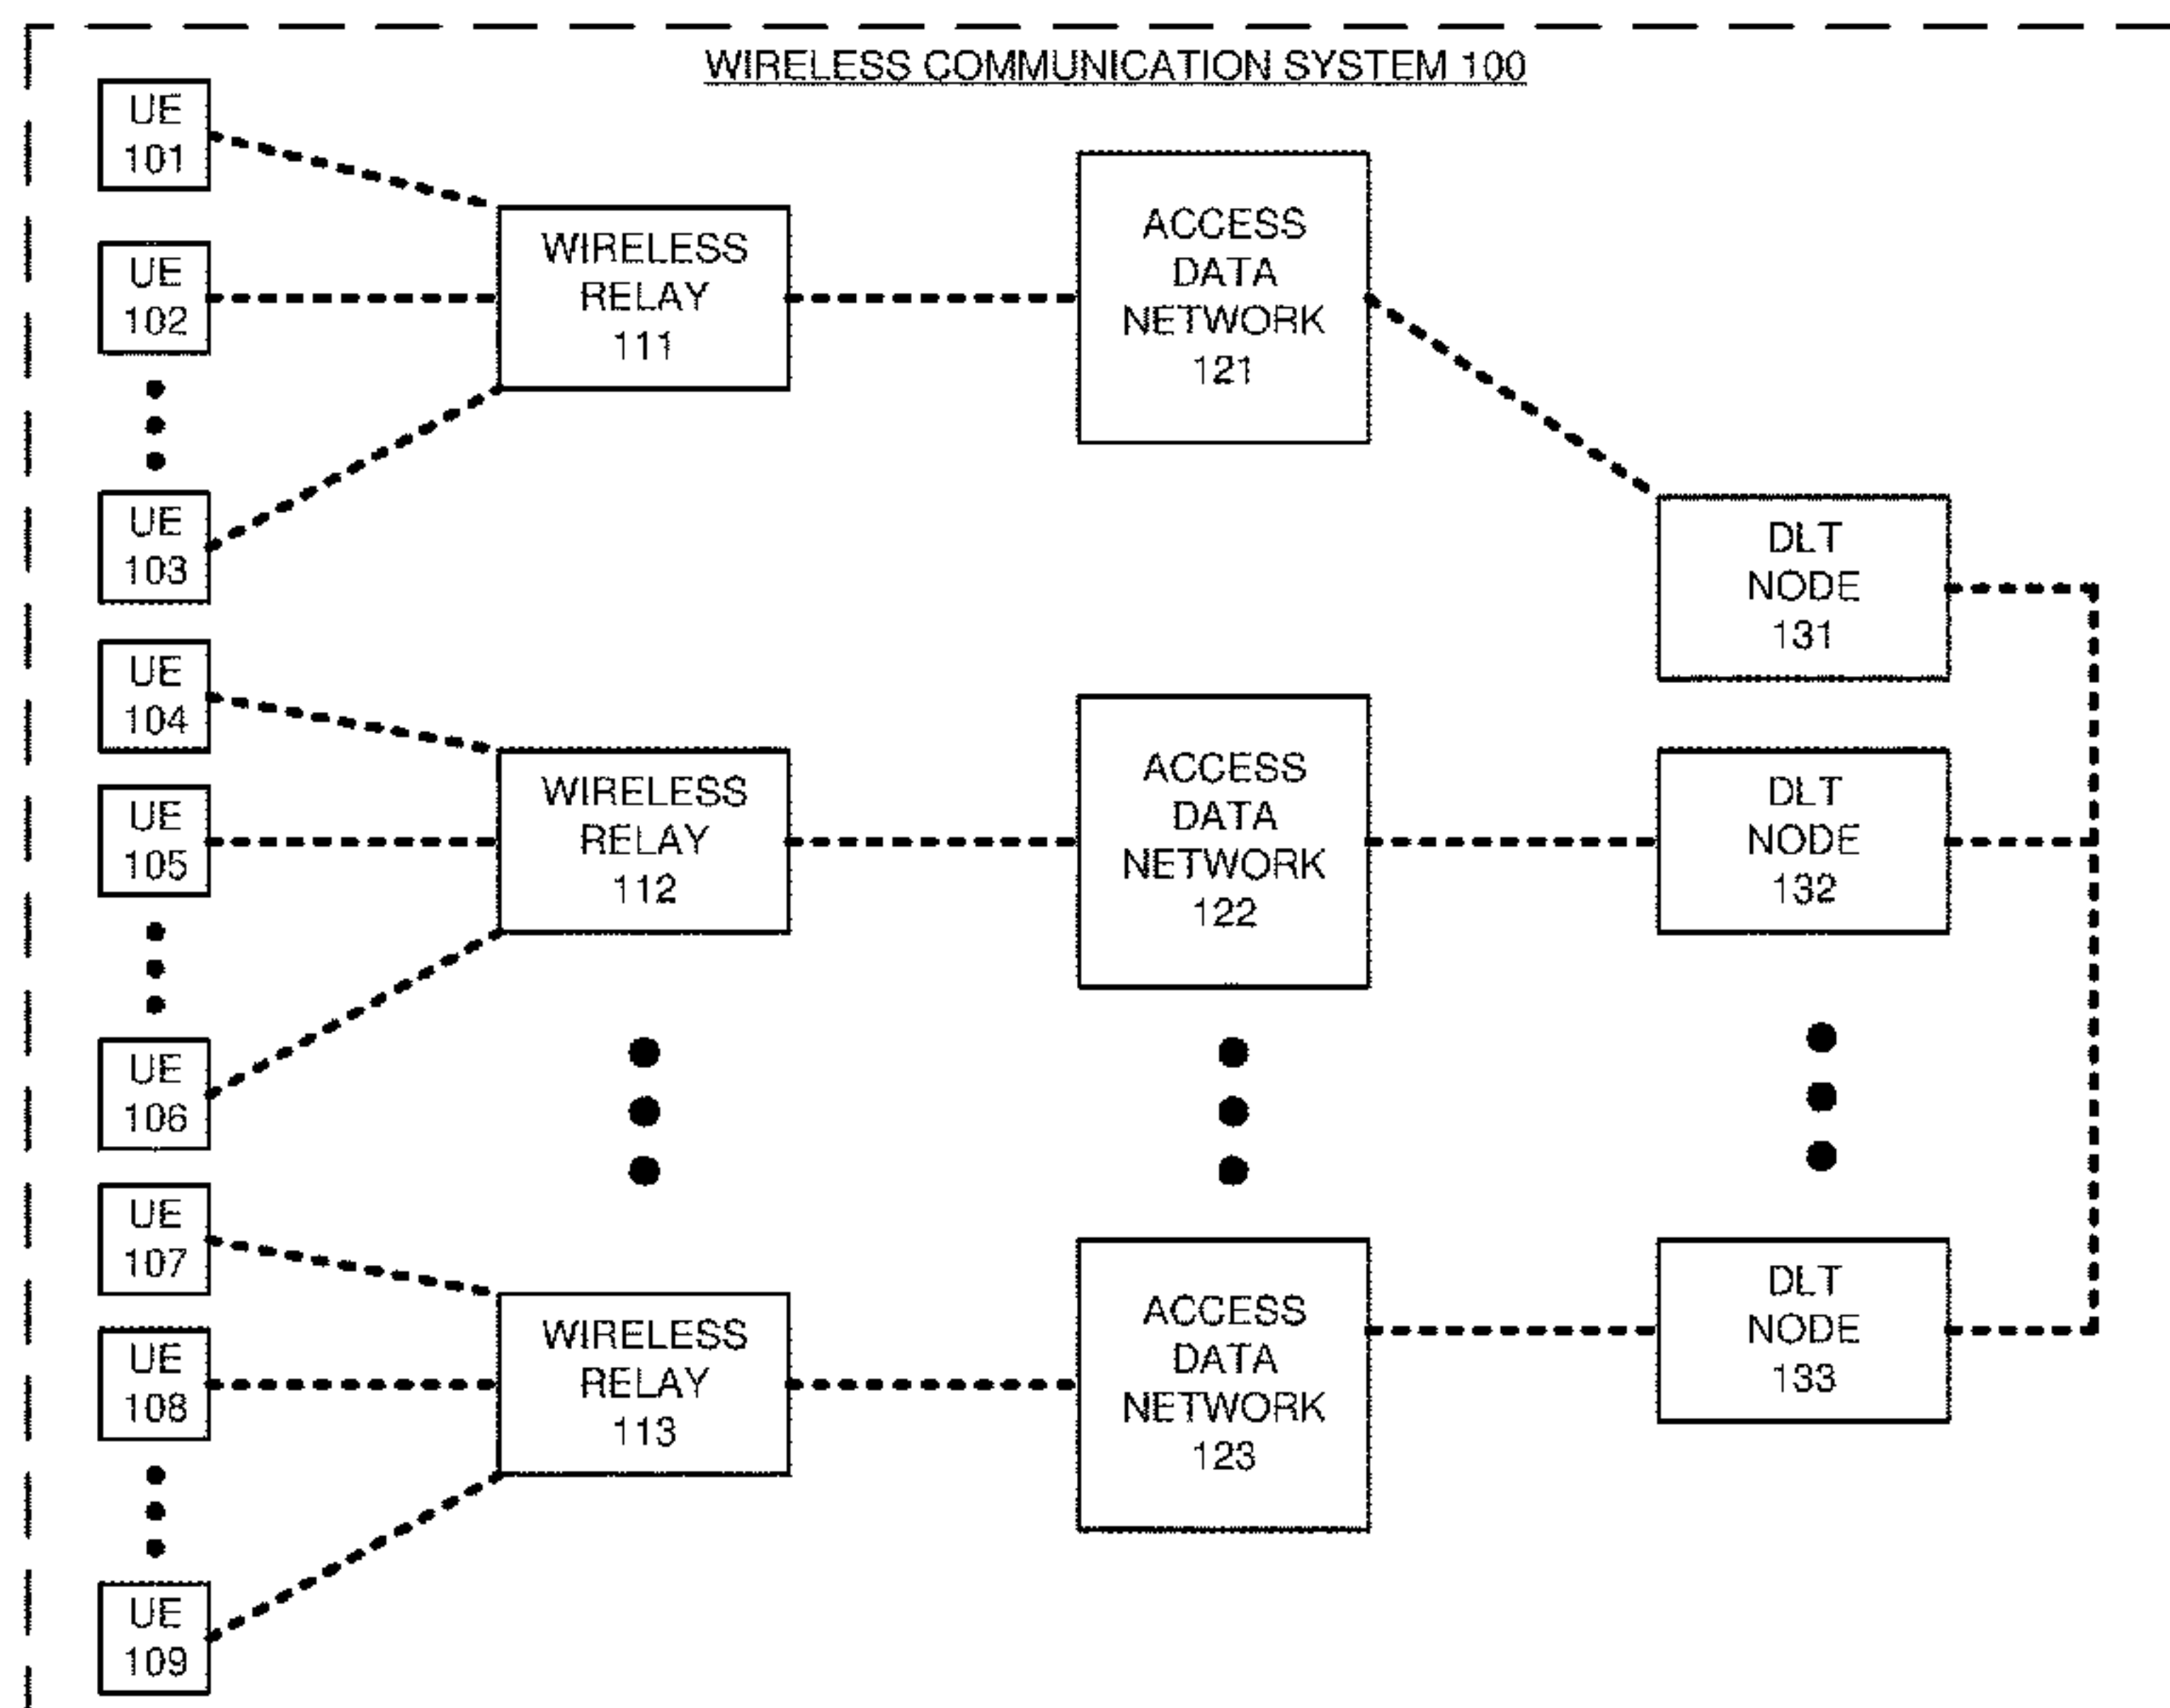 WIRELESS COMMUNICATION SYSTEM 100
UE
101
UE
102
UE
103
WIRELESS
RELAY
111
ACCESS
DATA
NETWORK
121
DLT
NODE
131
UE
104
UE
105
UE
106
WIRELESS
RELAY
112
ACCESS
DATA
NETWORK
122
DLT
NODE
132
UE
107
UE
108
UE
109
WIRELESS
RELAY
113
ACCESS
DATA
NETWORK
123
DLT
NODE
133